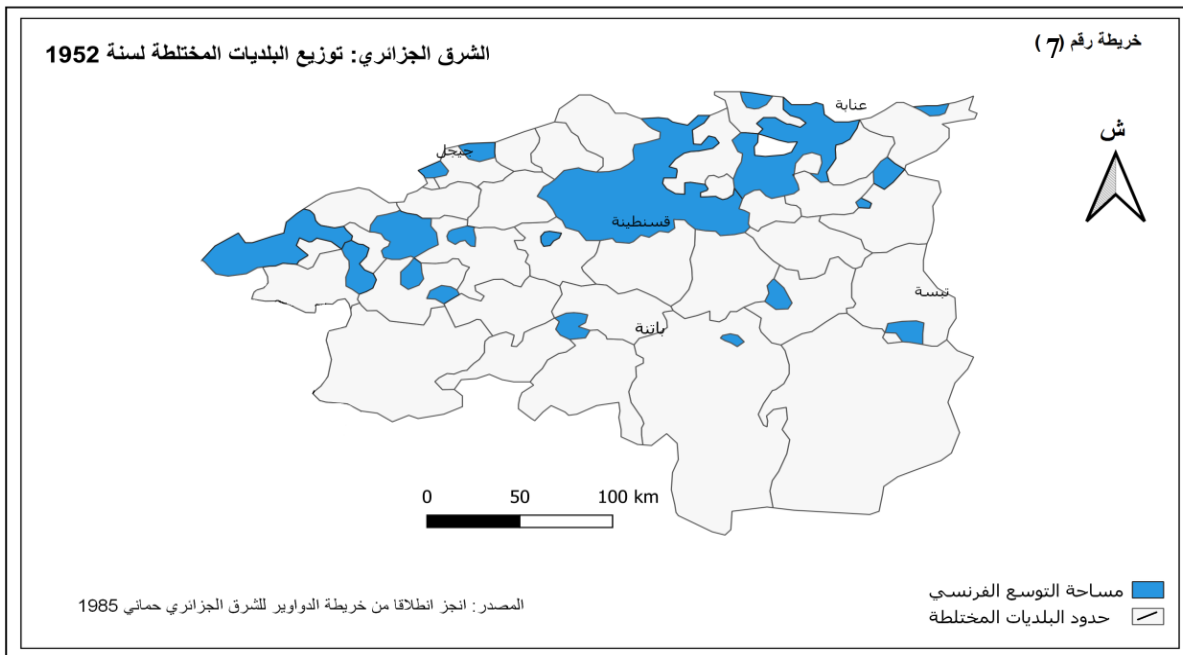 خريطة رقم (7)
الشرق الجزائري: توزيع البلديات المختلطة لسنة 1952
عنابة
ش
جيجل
قسنطينة
تبسة
باتنة
0 50 100 km
مساحة التوسع الفرنسي
حدود البلديات المختلطة
المصدر: انجز انطلاقا من خريطة الدواوير للشرق الجزائري حماني 1985